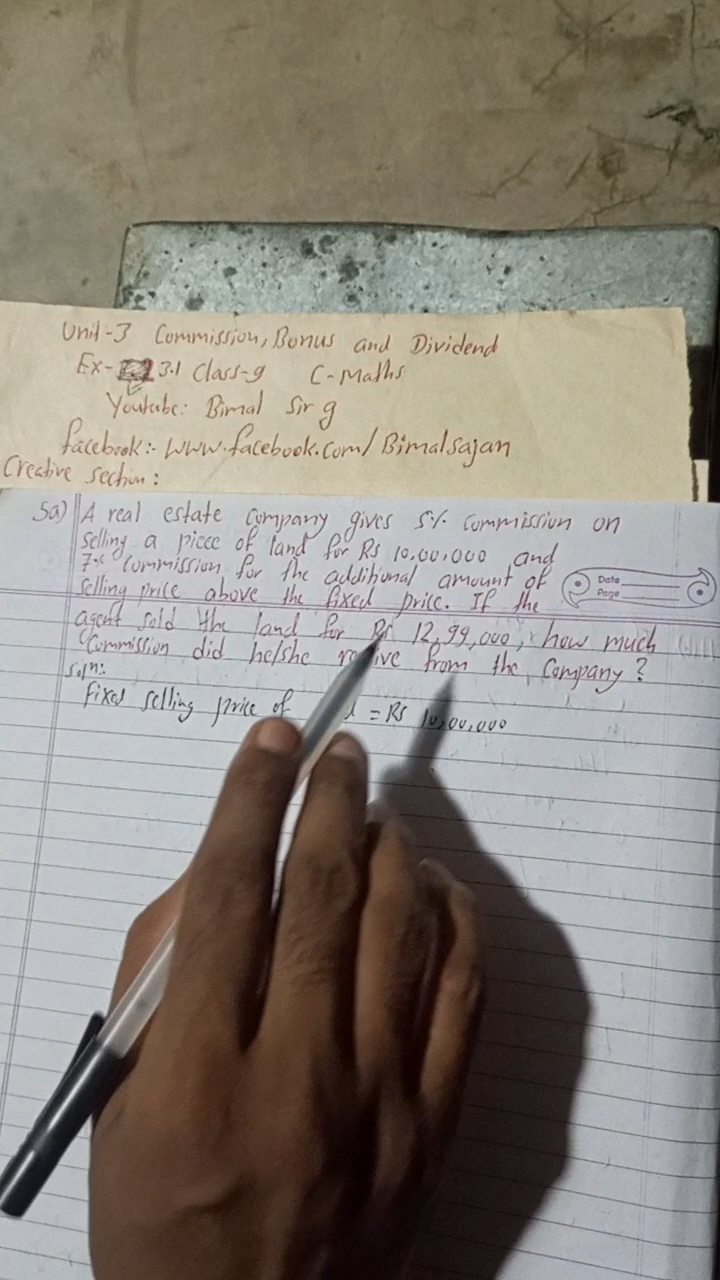 Unit-3 Commission, Bonus and Dividend
Ex- 3.1 Class-9 C-Maths
Youtube: Bimal Sir g
facebook:- www.facebook.com/Bimalsajan
Creative section:
5a) A real estate company gives 5% commission on
selling a piece of land for Rs 10,00,000 and
7% commission for the additional amount of
selling price above the fixed price. If the
agent sold the land for Rs 12,99,000, how much
Commission did he/she from the Company?
Soln:
fixed selling price of = Rs 10,00,000
Date
Page